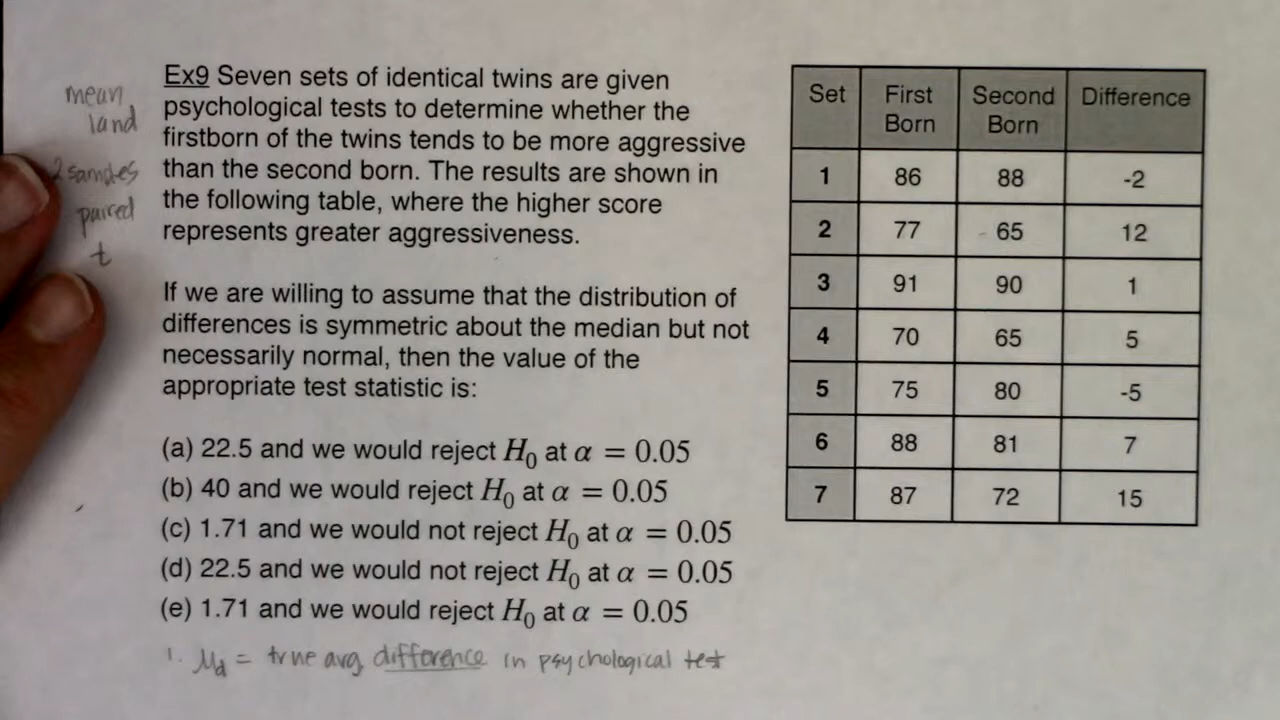 mean
land
2 samples
paired
t
Ex9 Seven sets of identical twins are given
psychological tests to determine whether the
firstborn of the twins tends to be more aggressive
than the second born. The results are shown in
the following table, where the higher score
represents greater aggressiveness.
If we are willing to assume that the distribution of
differences is symmetric about the median but not
necessarily normal, then the value of the
appropriate test statistic is:
(a) 22.5 and we would reject H₀ at α = 0.05
(b) 40 and we would reject H₀ at α = 0.05
(c) 1.71 and we would not reject H₀ at α = 0.05
(d) 22.5 and we would not reject H₀ at α = 0.05
(e) 1.71 and we would reject H₀ at α = 0.05
1. μd = true avg difference in psychological test
Set First Born Second Born Difference
1 86 88 -2
2 77 65 12
3 91 90 1
4 70 65 5
5 75 80 -5
6 88 81 7
7 87 72 15